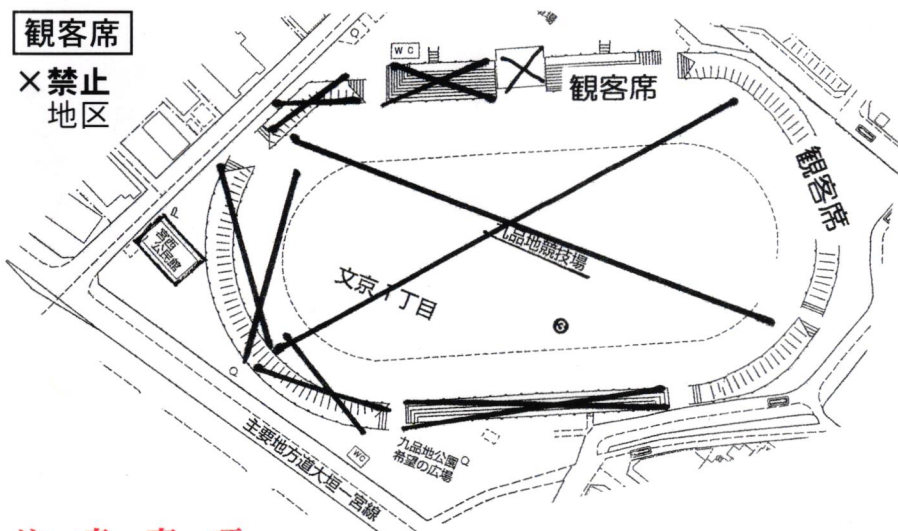 観客席
×禁止
地区
WC
観客席
観客席
P
宮西
公民館
九品地競技場
文京1丁目
3
主要地方道大垣一宮線
WC
九品地公園
希望の広場